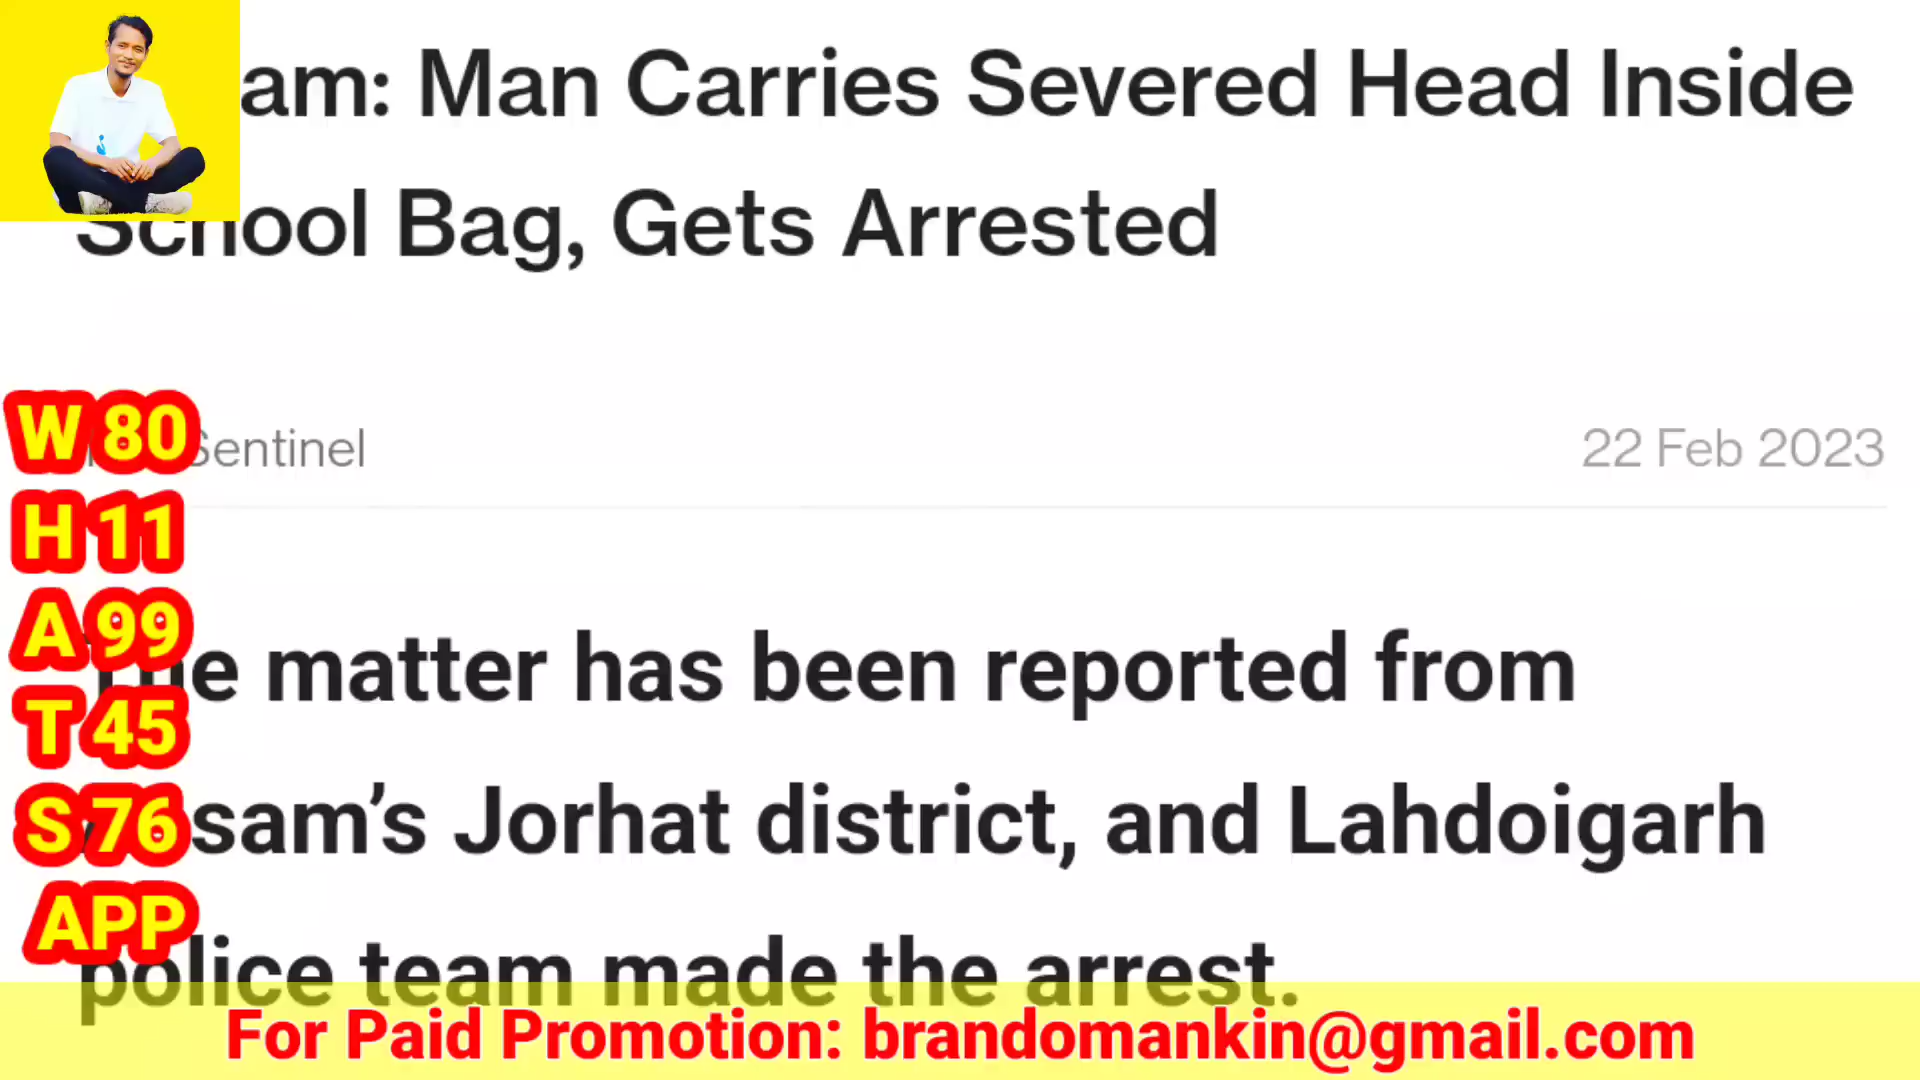 am: Man Carries Severed Head Inside
School Bag, Gets Arrested
Sentinel
22 Feb 2023
W 80
H 11
A 99
T 45
S 76
APP
The matter has been reported from
sam's Jorhat district, and Lahdoigarh
police team made the arrest.
For Paid Promotion: brandomankin@gmail.com